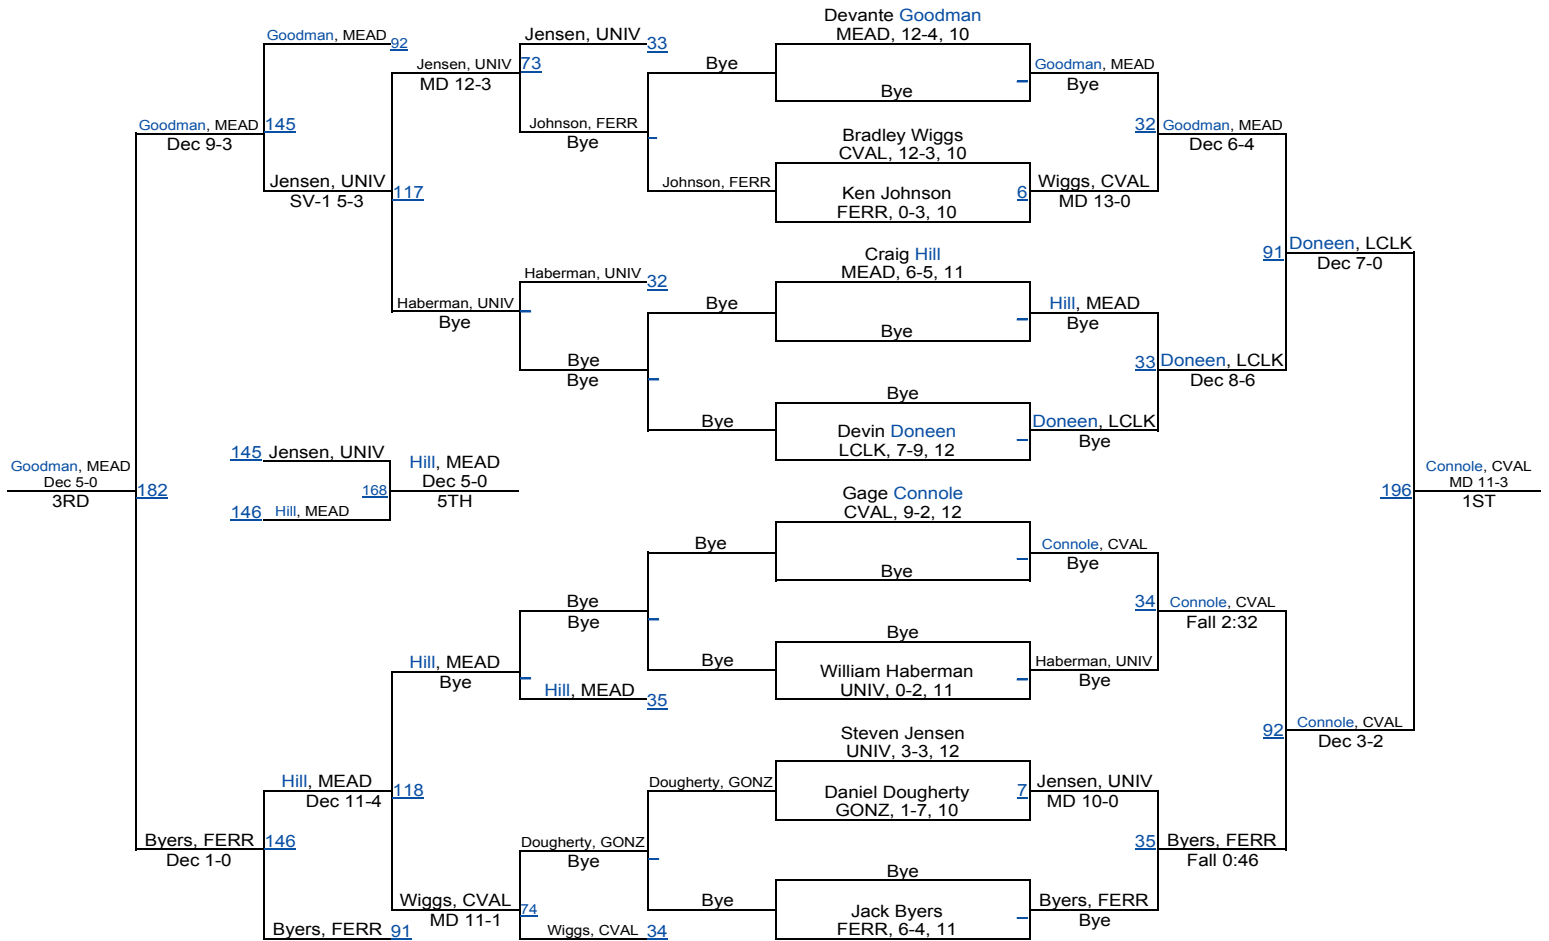 Devante Goodman
MEAD, 12-4, 10
Goodman, MEAD
92
Jensen, UNIV
33
Jensen, UNIV
73
MD 12-3
Bye
Goodman, MEAD
Bye
Bye
Goodman, MEAD
145
Dec 9-3
Johnson, FERR
Bye
Bradley Wiggs
CVAL, 12-3, 10
32
Goodman, MEAD
Dec 6-4
Jensen, UNIV
SV-1 5-3
117
Johnson, FERR
Ken Johnson
FERR, 0-3, 10
6
Wiggs, CVAL
MD 13-0
Craig Hill
MEAD, 6-5, 11
91
Doneen, LCLK
Dec 7-0
Haberman, UNIV
32
Haberman, UNIV
Bye
Bye
Bye
Hill, MEAD
Bye
Bye
Bye
33
Doneen, LCLK
Dec 8-6
Bye
Bye
Devin Doneen
LCLK, 7-9, 12
Doneen, LCLK
Bye
145
Jensen, UNIV
Hill, MEAD
Dec 5-0
168
5TH
146
Hill, MEAD
Goodman, MEAD
Dec 5-0
182
3RD
Gage Connole
CVAL, 9-2, 12
196
Connole, CVAL
MD 11-3
1ST
Bye
Bye
Connole, CVAL
Bye
Bye
Bye
34
Connole, CVAL
Fall 2:32
Hill, MEAD
Bye
Bye
Bye
William Haberman
UNIV, 0-2, 11
Haberman, UNIV
Bye
Hill, MEAD
35
Steven Jensen
UNIV, 3-3, 12
92
Connole, CVAL
Dec 3-2
Hill, MEAD
Dec 11-4
118
Dougherty, GONZ
Daniel Dougherty
GONZ, 1-7, 10
7
Jensen, UNIV
MD 10-0
Byers, FERR
146
Dec 1-0
Dougherty, GONZ
Bye
35
Byers, FERR
Fall 0:46
Bye
Wiggs, CVAL
MD 11-1
74
Bye
Jack Byers
FERR, 6-4, 11
Byers, FERR
Bye
Byers, FERR
91
Wiggs, CVAL
34